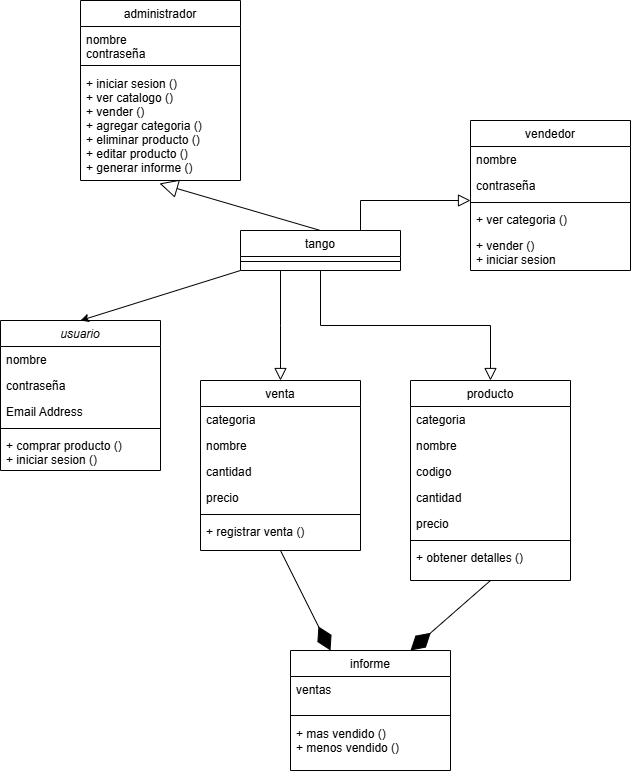 administrador
nombre
contraseña
+ iniciar sesion ()
+ ver catalogo ()
+ vender ()
+ agregar categoria ()
+ eliminar producto ()
+ editar producto ()
+ generar informe ()
vendedor
nombre
contraseña
+ ver categoria ()
+ vender ()
+ iniciar sesion
tango
usuario
nombre
contraseña
Email Address
+ comprar producto ()
+ iniciar sesion ()
venta
categoria
nombre
cantidad
precio
+ registrar venta ()
producto
categoria
nombre
codigo
cantidad
precio
+ obtener detalles ()
informe
ventas
+ mas vendido ()
+ menos vendido ()